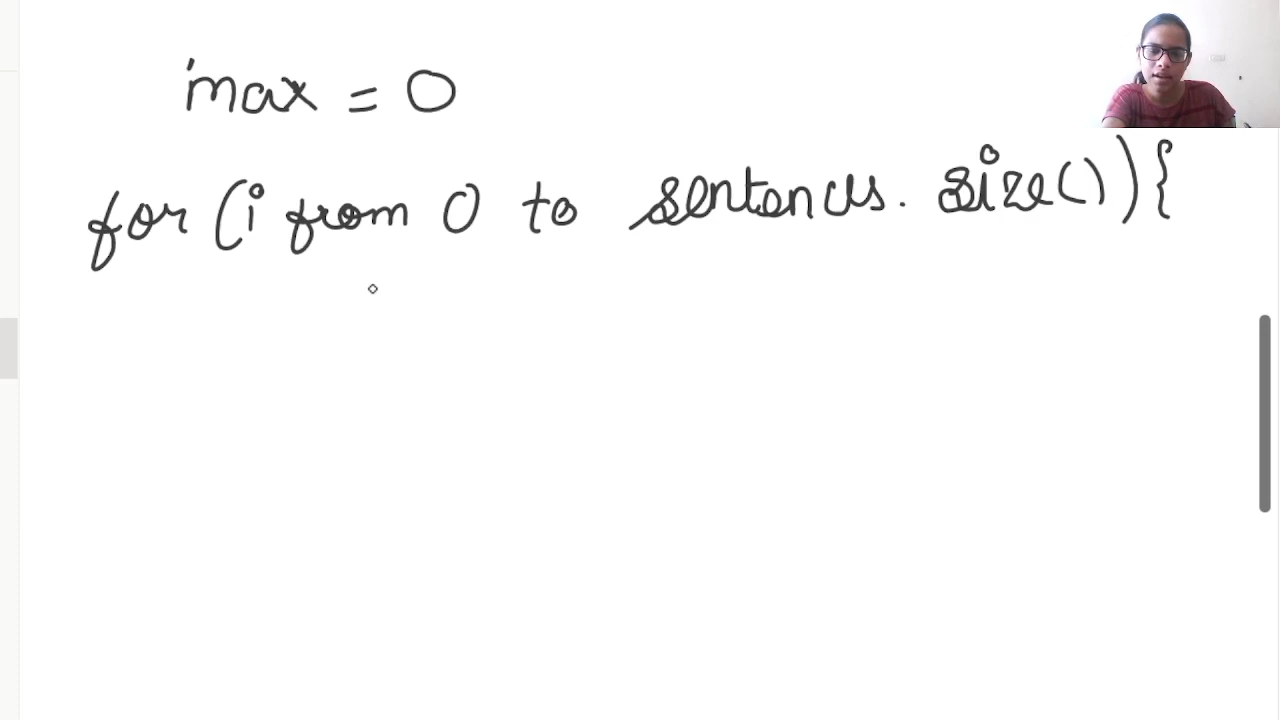 max = 0
for (i from 0 to sentences. size()) {